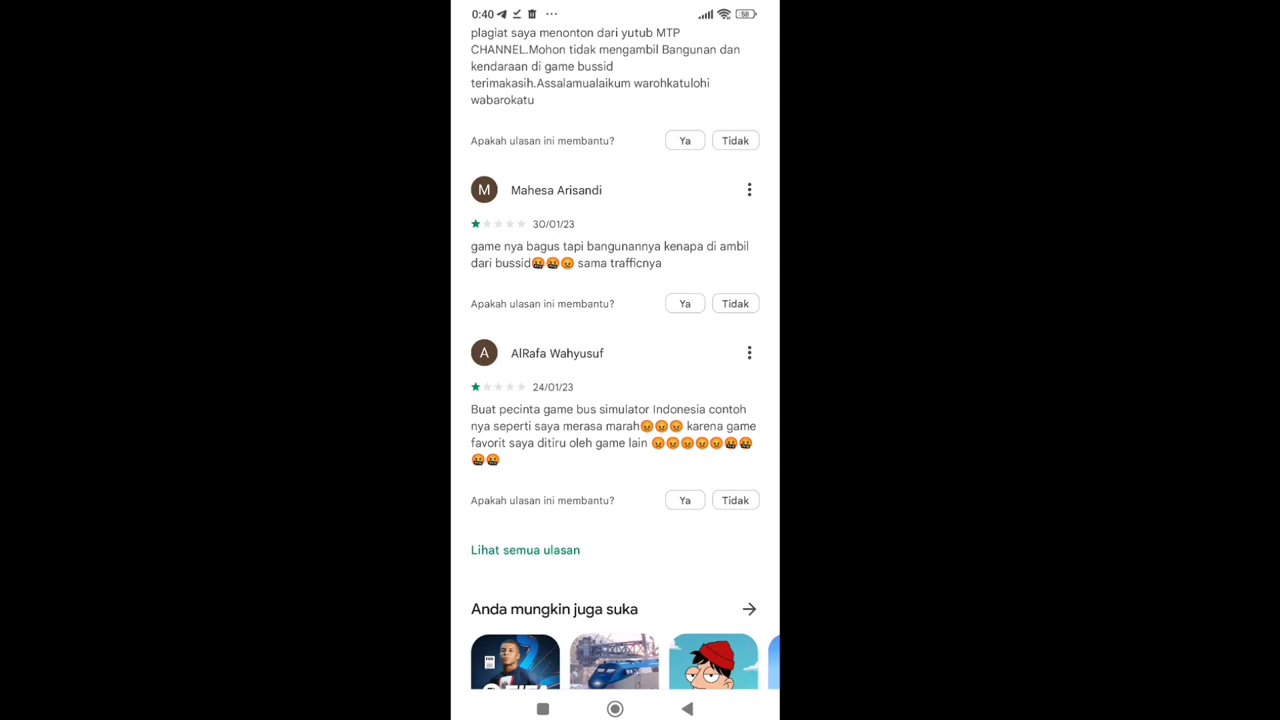 0:40
58
plagiat saya menonton dari yutub MTP
CHANNEL.Mohon tidak mengambil Bangunan dan
kendaraan di game bussid
terimakasih.Assalamualaikum warohkatulohi
wabarokatu
Apakah ulasan ini membantu? Ya Tidak
M Mahesa Arisandi
30/01/23
game nya bagus tapi bangunannya kenapa di ambil
dari bussid🤬🤬😡 sama trafficnya
Apakah ulasan ini membantu? Ya Tidak
A AlRafa Wahyusuf
24/01/23
Buat pecinta game bus simulator Indonesia contoh
nya seperti saya merasa marah😡😡😡 karena game
favorit saya ditiru oleh game lain 😡😡😡😡😡🤬🤬
🤬🤬
Apakah ulasan ini membantu? Ya Tidak
Lihat semua ulasan
Anda mungkin juga suka